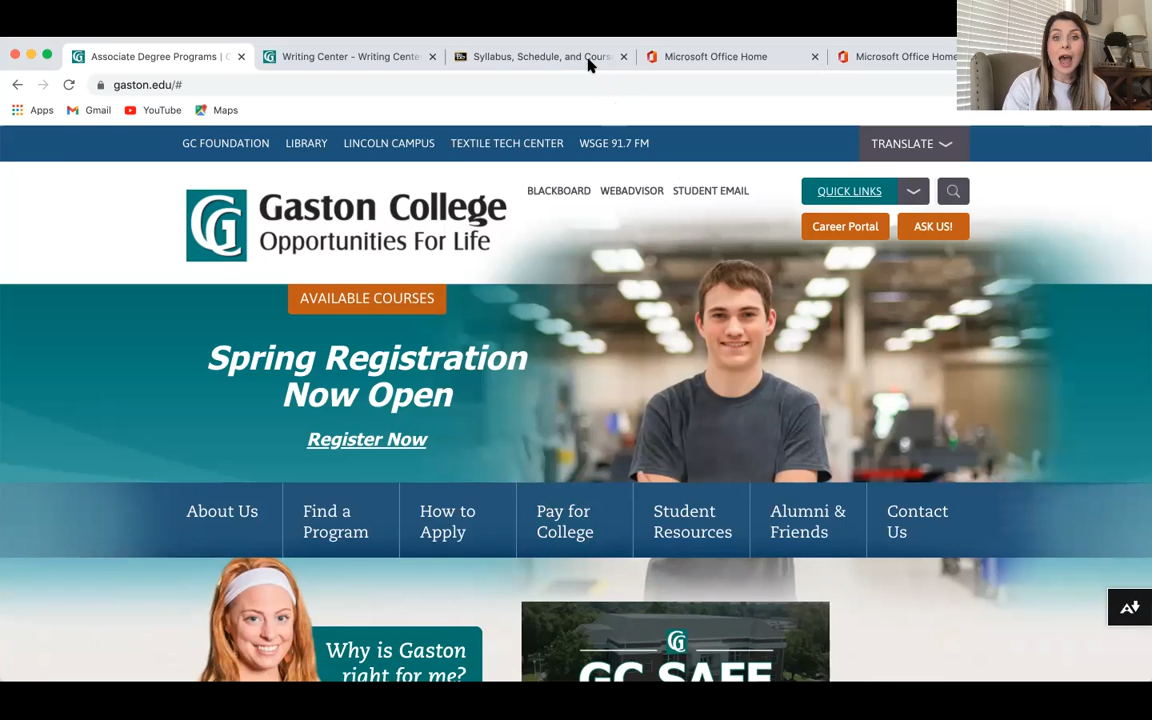 Associate Degree Programs | G
Writing Center - Writing Cente
Syllabus, Schedule, and Cours
Microsoft Office Home
Microsoft Office Home
gaston.edu/#
Apps
Gmail
YouTube
Maps
GC FOUNDATION
LIBRARY
LINCOLN CAMPUS
TEXTILE TECH CENTER
WSGE 91.7 FM
TRANSLATE
BLACKBOARD
WEBADVISOR
STUDENT EMAIL
QUICK LINKS
Gaston College
Opportunities For Life
Career Portal
ASK US!
AVAILABLE COURSES
Spring Registration
Now Open
Register Now
About Us
Find a
Program
How to
Apply
Pay for
College
Student
Resources
Alumni &
Friends
Contact
Us
Why is Gaston
right for me?
GC SAFE